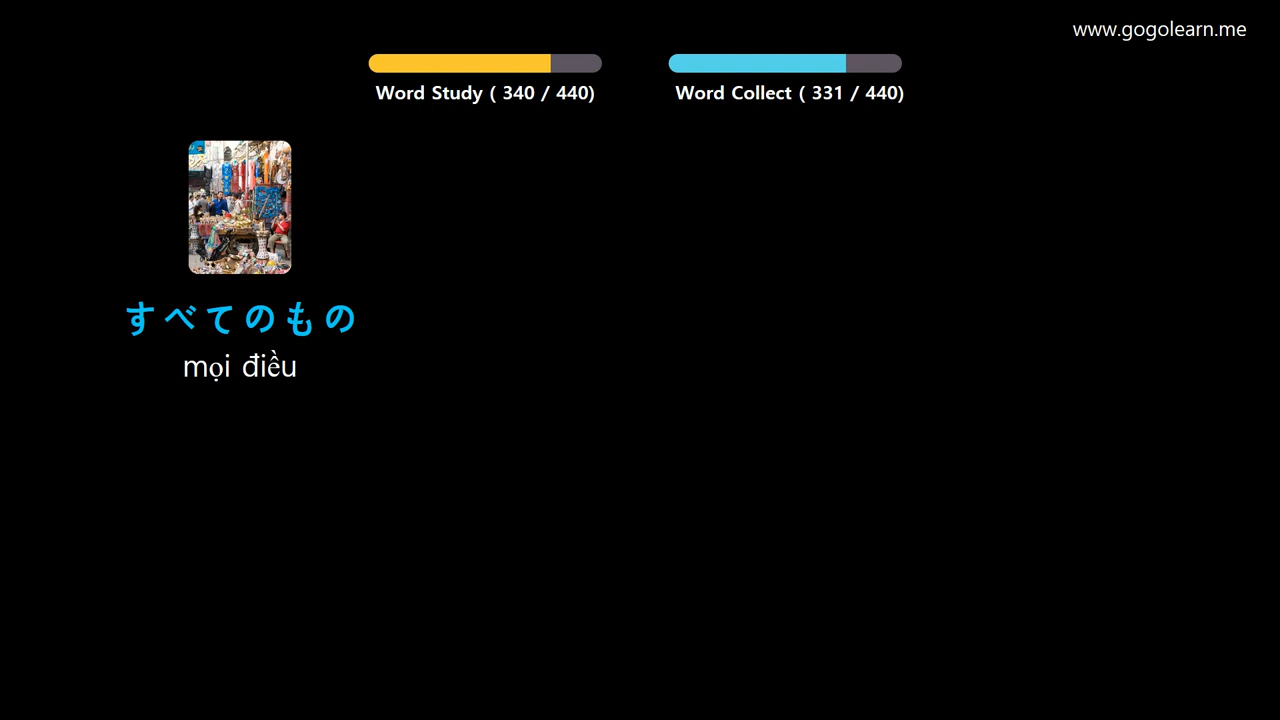 www.gogolearn.me
Word Study ( 340 / 440)
Word Collect ( 331 / 440)
すべてのもの
mọi điều